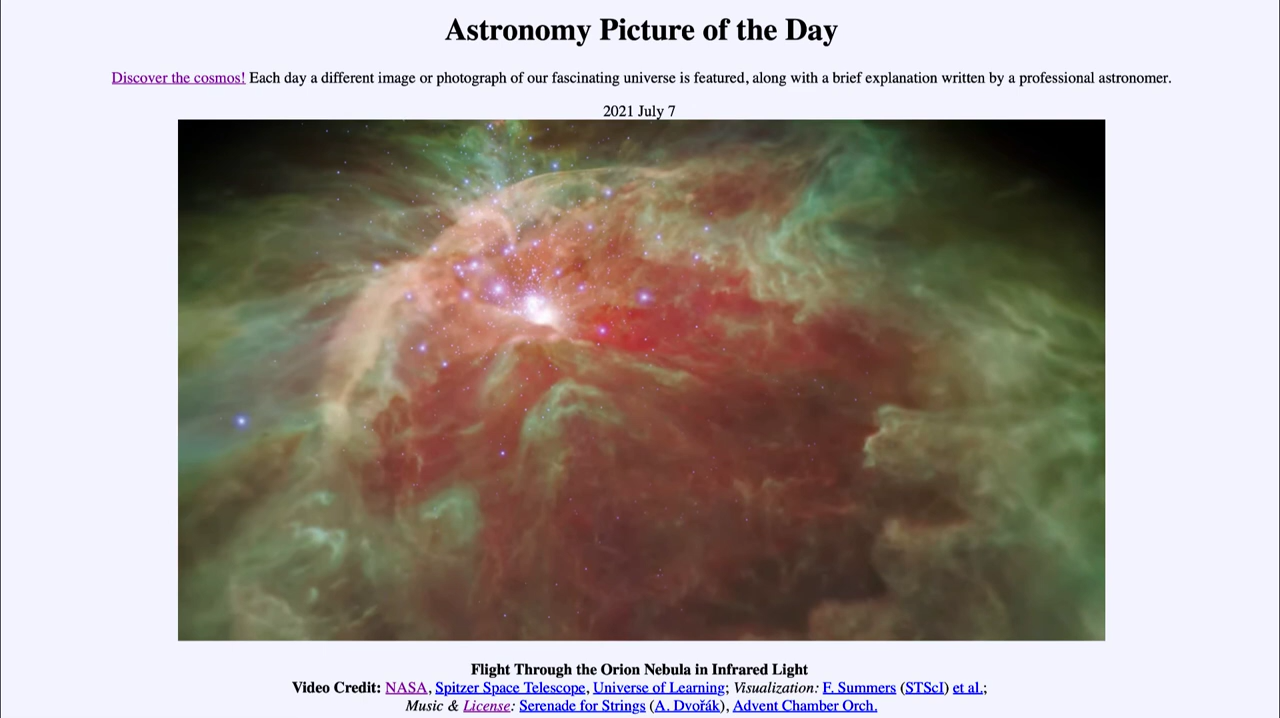 Astronomy Picture of the Day
Discover the cosmos! Each day a different image or photograph of our fascinating universe is featured, along with a brief explanation written by a professional astronomer.
2021 July 7
Flight Through the Orion Nebula in Infrared Light
Video Credit: NASA, Spitzer Space Telescope, Universe of Learning; Visualization: F. Summers (STScI) et al.;
Music & License: Serenade for Strings (A. Dvořák), Advent Chamber Orch.